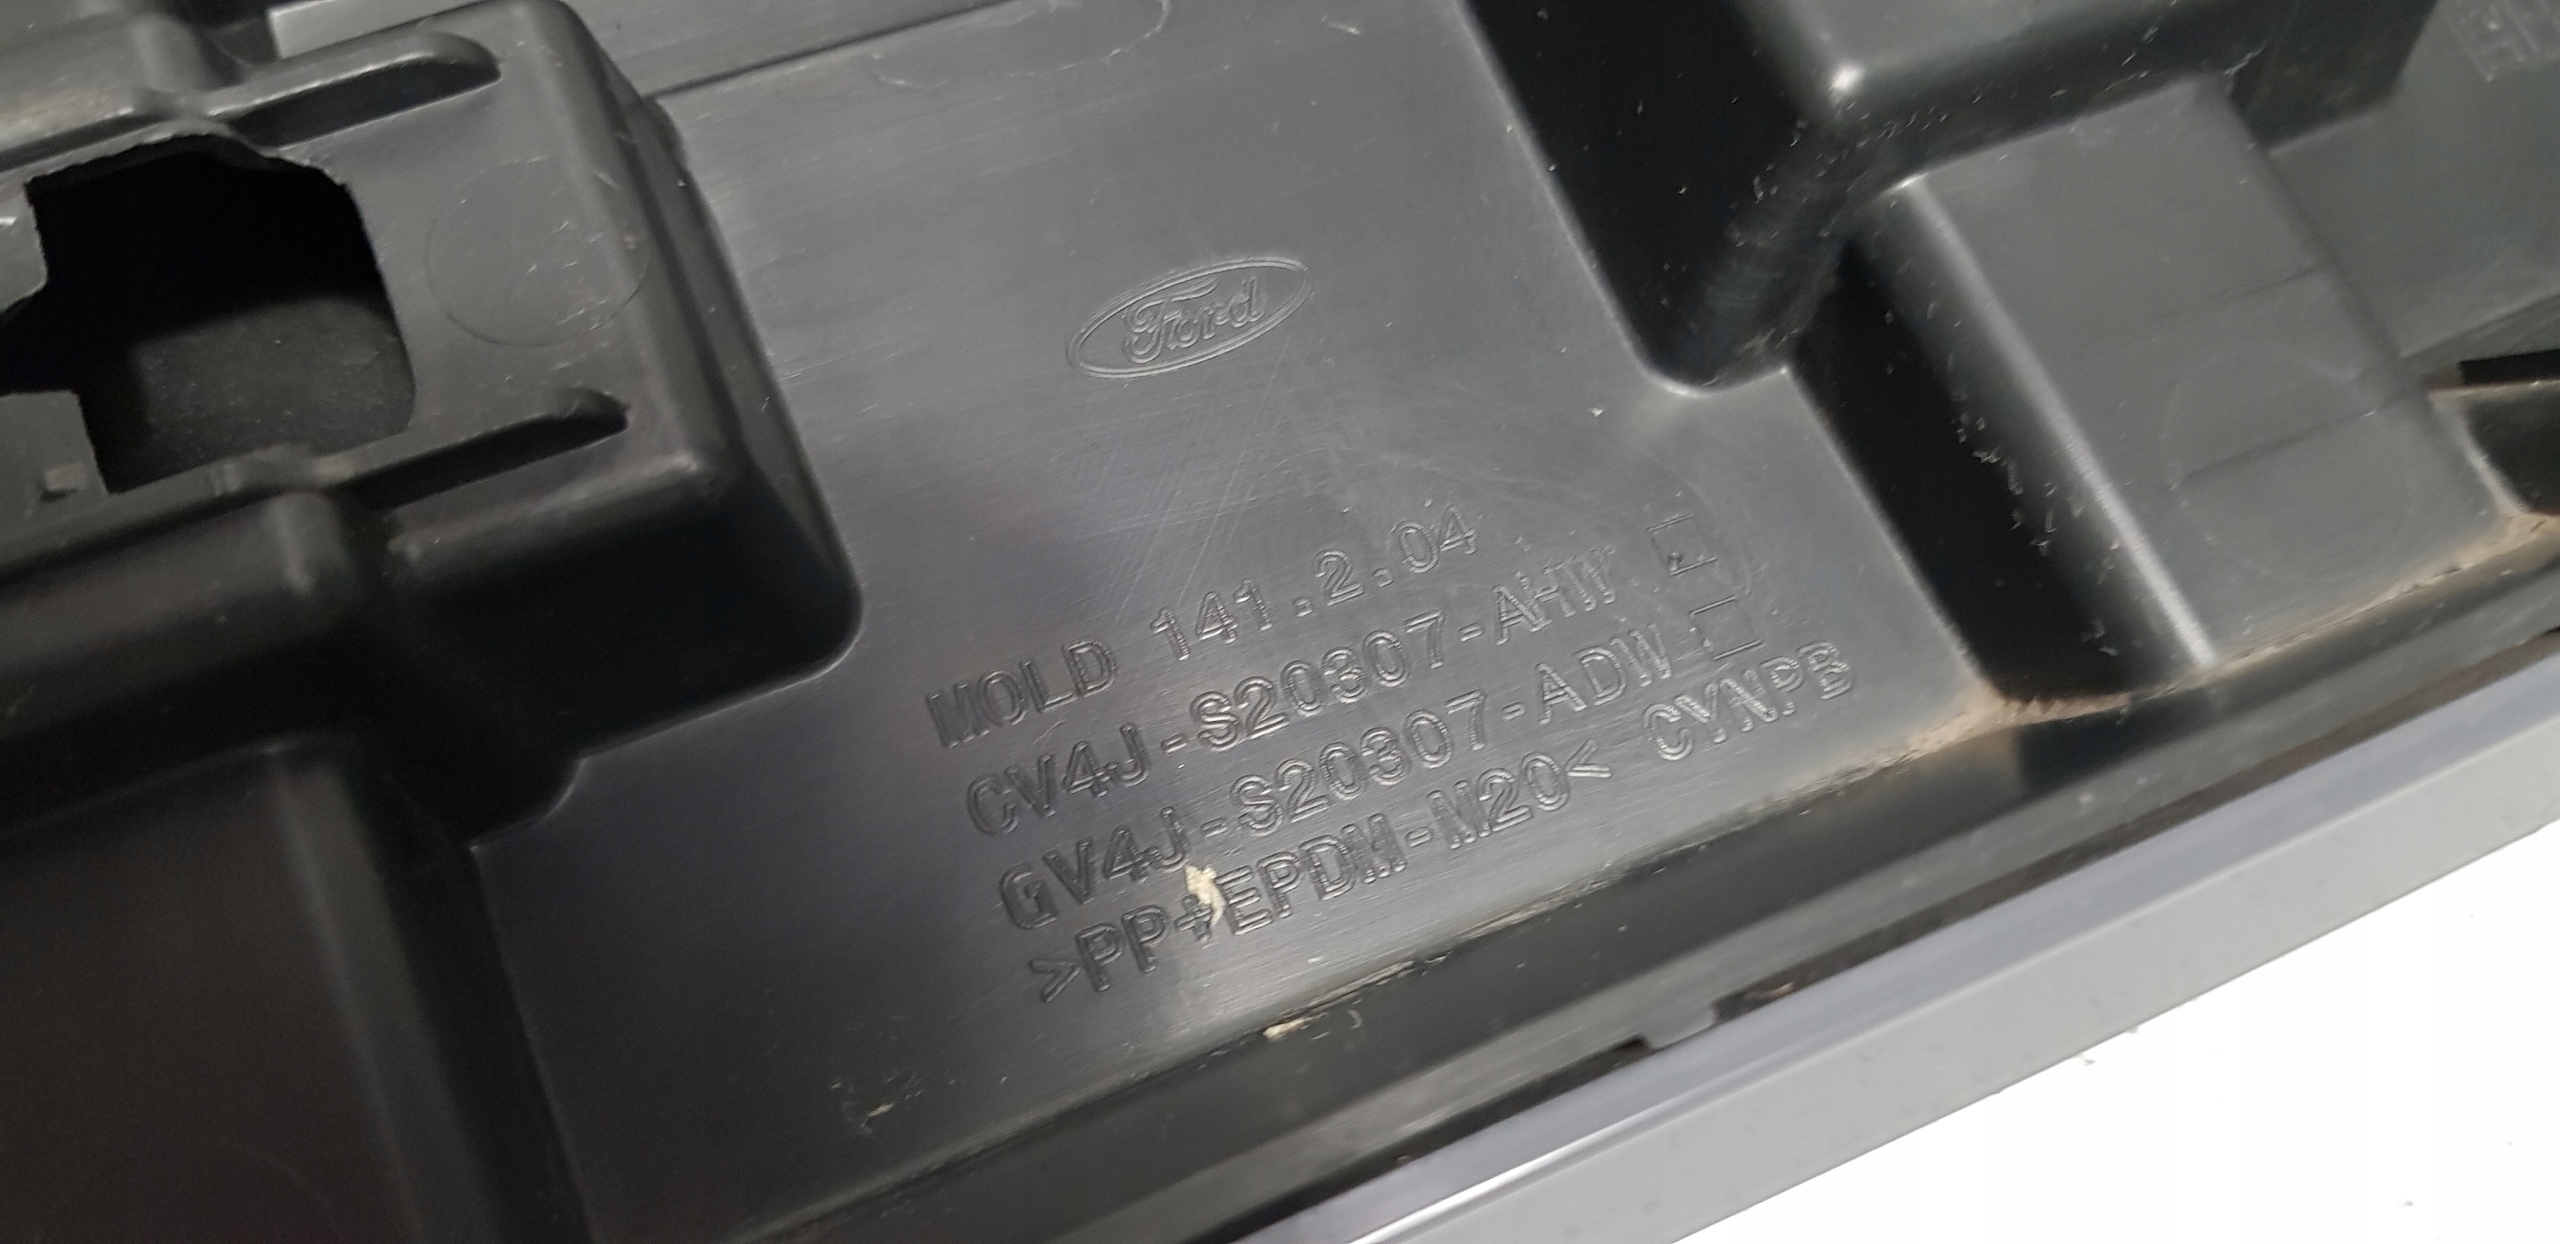 Ford
MOLD 141.2.04
CV4J-S20307-AHW
GV4J-S20307-ADW
>PP+EPDM-M20< CYNPB